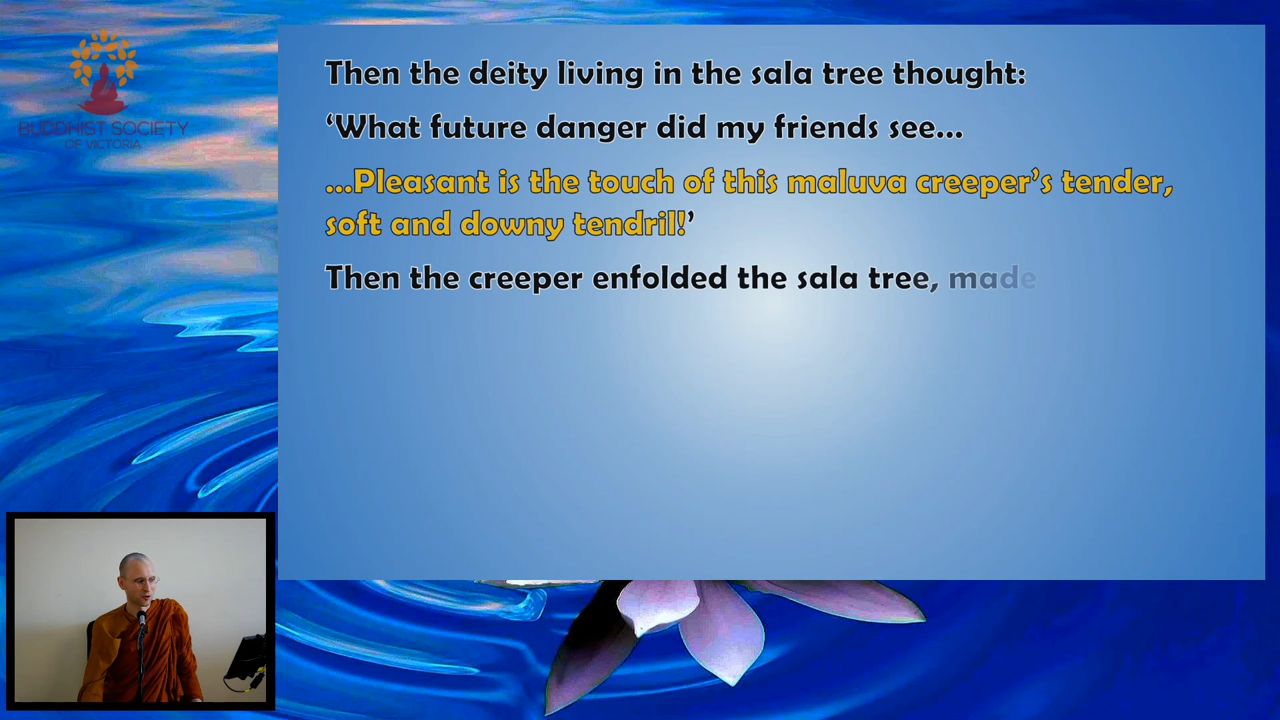 BUDDHIST SOCIETY
OF VICTORIA
Then the deity living in the sala tree thought:
‘What future danger did my friends see...
...Pleasant is the touch of this maluva creeper’s tender,
soft and downy tendril!’
Then the creeper enfolded the sala tree, made